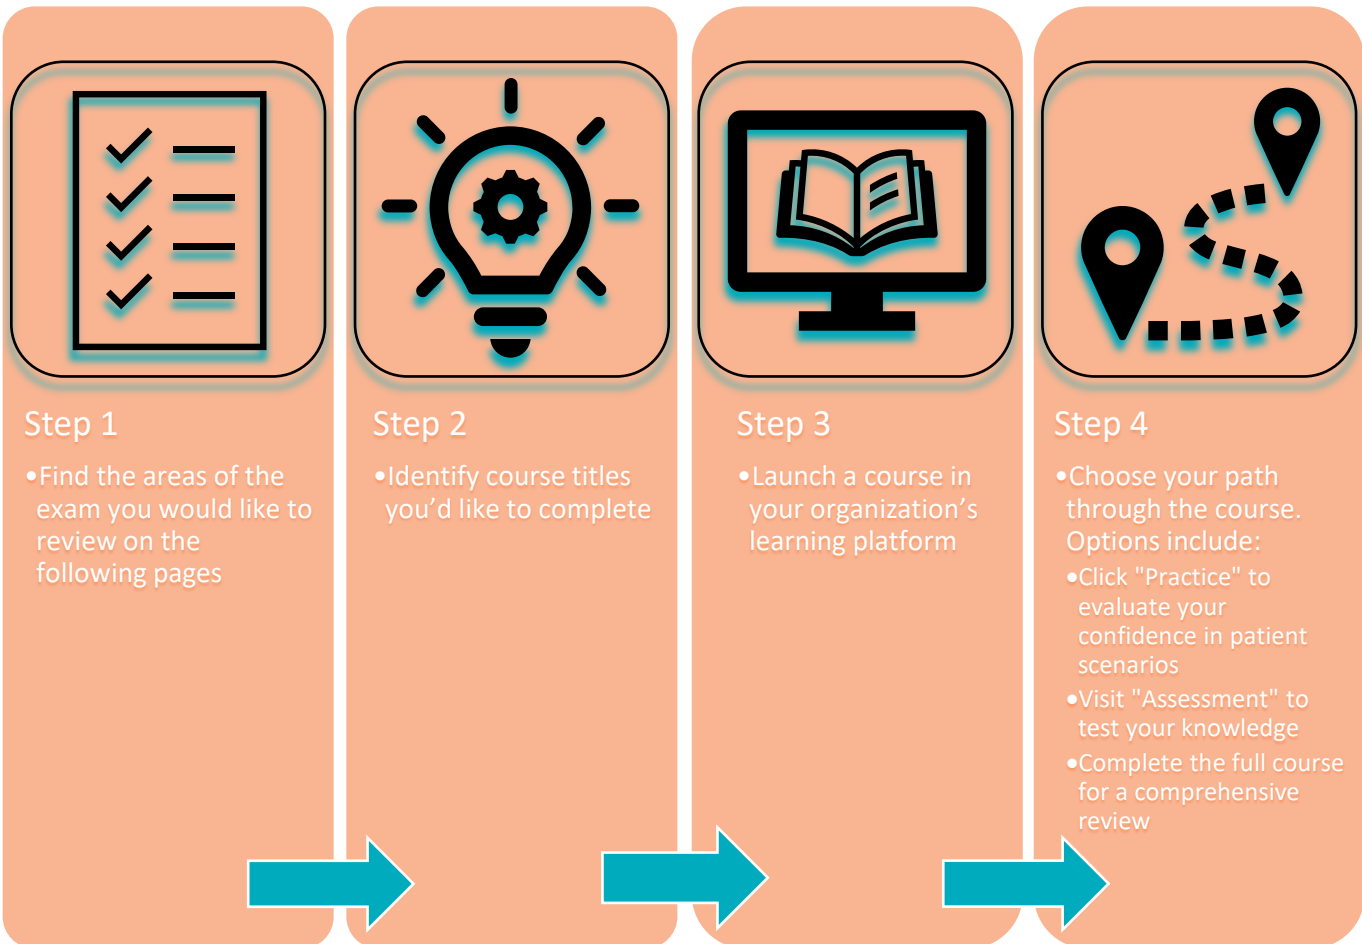 Step 1
•Find the areas of the
exam you would like to
review on the
following pages
Step 2
•Identify course titles
you’d like to complete
Step 3
•Launch a course in
your organization’s
learning platform
Step 4
•Choose your path
through the course.
Options include:
•Click "Practice" to
evaluate your
confidence in patient
scenarios
•Visit "Assessment" to
test your knowledge
•Complete the full course
for a comprehensive
review